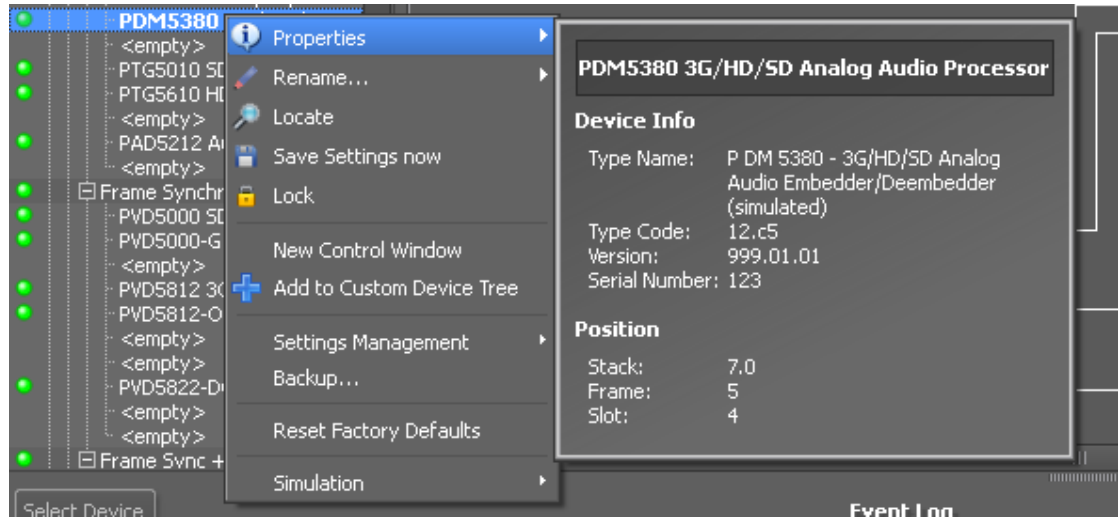 PDM5380
<empty>
PTG5010 SD
PTG5610 HD
<empty>
PAD5212 Au
<empty>
Frame Synchr
PVD5000 SD
PVD5000-G
<empty>
PVD5812 3G
PVD5812-O
<empty>
<empty>
PVD5822-D
<empty>
<empty>
Frame Sync +
Select Device
Properties
Rename...
Locate
Save Settings now
Lock
New Control Window
Add to Custom Device Tree
Settings Management
Backup...
Reset Factory Defaults
Simulation
PDM5380 3G/HD/SD Analog Audio Processor
Device Info
Type Name: P DM 5380 - 3G/HD/SD Analog
Audio Embedder/Deembedder
(simulated)
Type Code: 12.c5
Version: 999.01.01
Serial Number: 123
Position
Stack: 7.0
Frame: 5
Slot: 4
Event Log